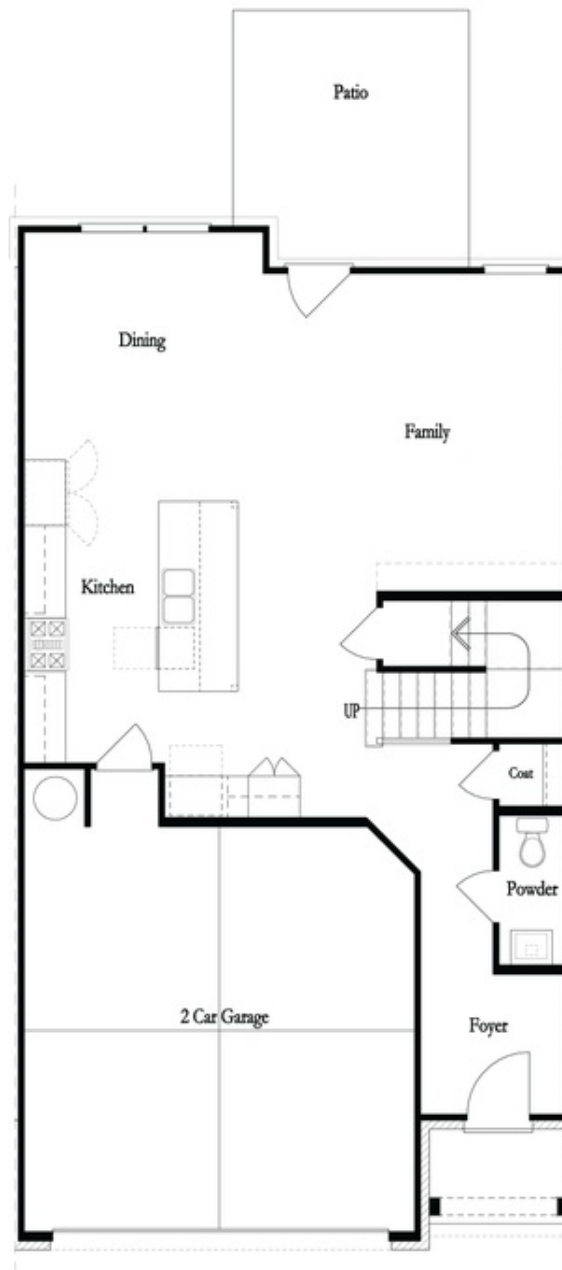 Patio
Dining
Family
Kitchen
UP
Coat
Powder
2 Car Garage
Foyer